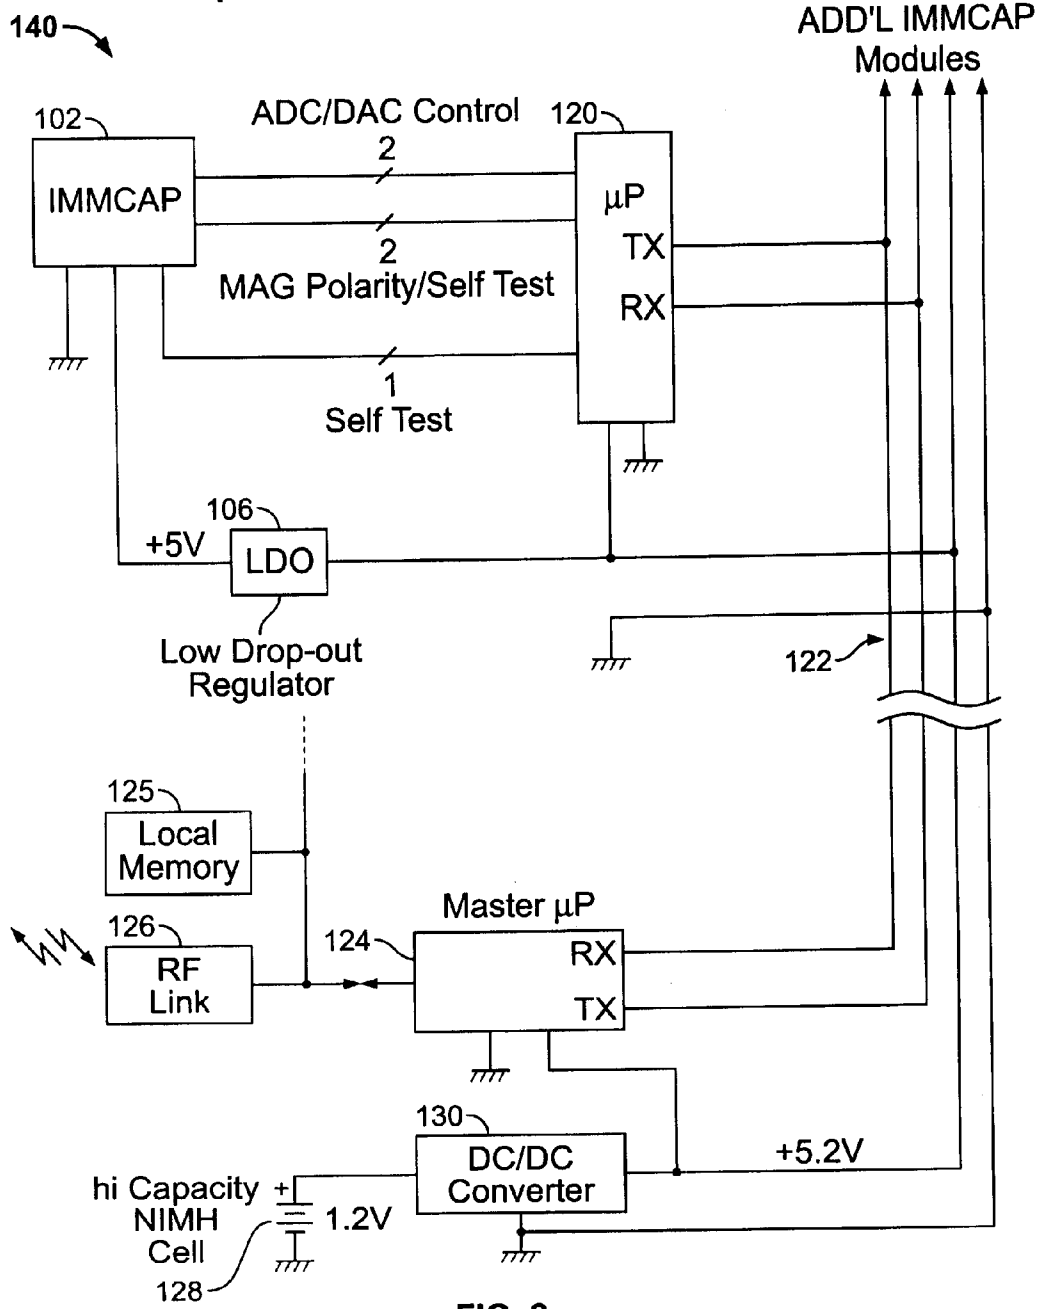 140
ADD'L IMMCAP
Modules
102
ADC/DAC Control
120
2
IMMCAP
µP
TX
2
MAG Polarity/Self Test
RX
1
Self Test
106
+5V
LDO
Low Drop-out
Regulator
122
125
Local
Memory
Master µP
126
124
RF
Link
RX
TX
130
DC/DC
Converter
+5.2V
hi Capacity
NIMH
Cell
+
1.2V
128